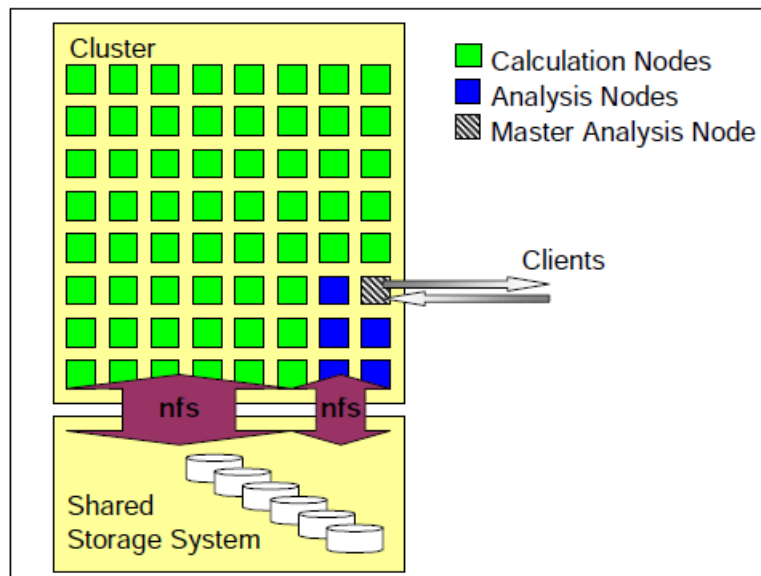 Cluster
Calculation Nodes
Analysis Nodes
Master Analysis Node
Clients
nfs
nfs
Shared
Storage System